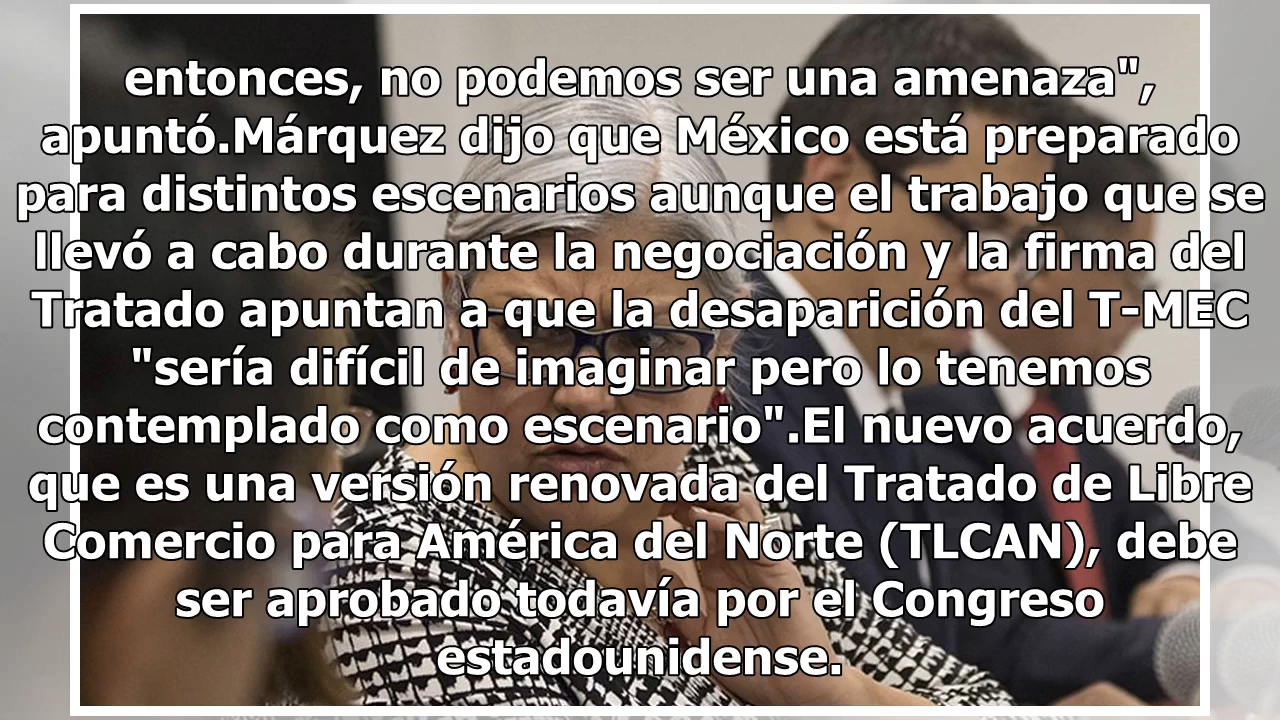 entonces, no podemos ser una amenaza",
apuntó.Márquez dijo que México está preparado
para distintos escenarios aunque el trabajo que se
llevó a cabo durante la negociación y la firma del
Tratado apuntan a que la desaparición del T-MEC
"sería difícil de imaginar pero lo tenemos
contemplado como escenario".El nuevo acuerdo,
que es una versión renovada del Tratado de Libre
Comercio para América del Norte (TLCAN), debe
ser aprobado todavía por el Congreso
estadounidense.